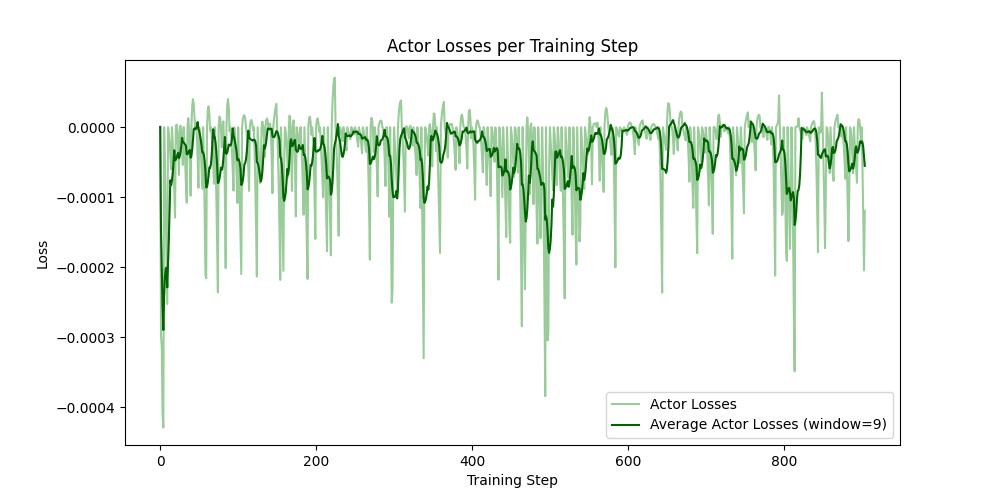 Actor Losses per Training Step
Loss
0.0000
−0.0001
−0.0002
−0.0003
−0.0004
0 200 400 600 800
Training Step
Actor Losses
Average Actor Losses (window=9)